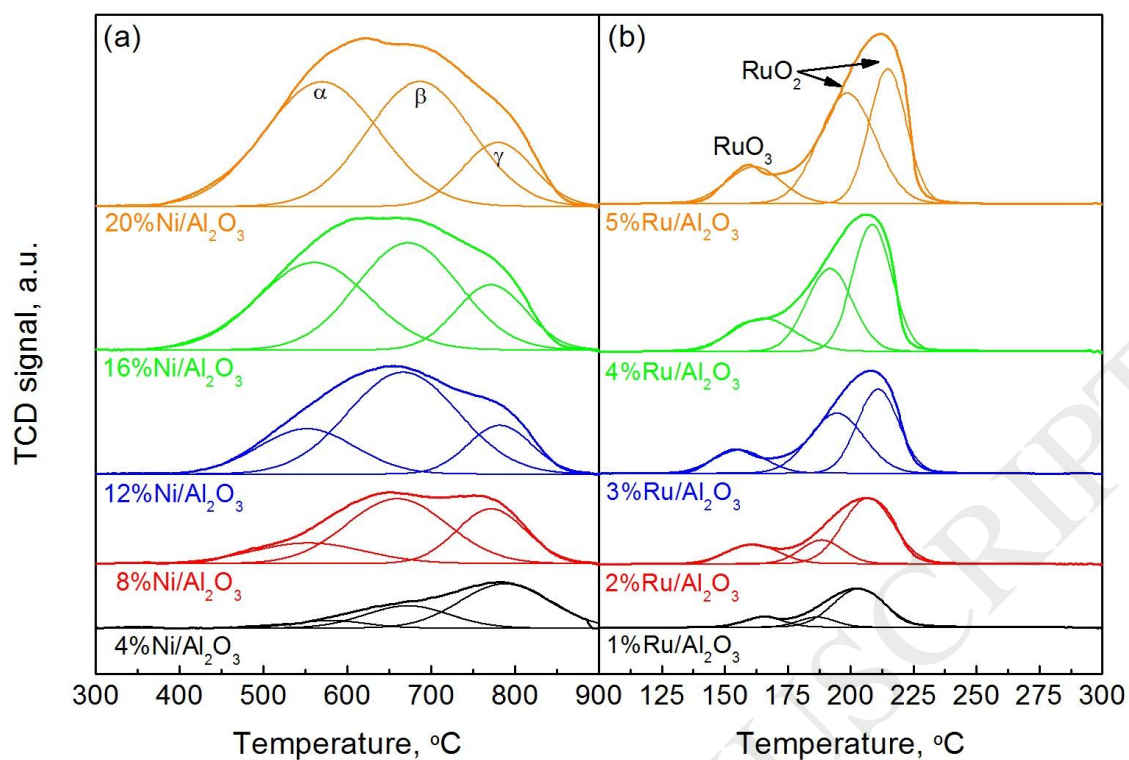 (a)
(b)
TCD signal, a.u.
α
β
γ
20%Ni/Al₂O₃
16%Ni/Al₂O₃
12%Ni/Al₂O₃
8%Ni/Al₂O₃
4%Ni/Al₂O₃
RuO₂
RuO₃
5%Ru/Al₂O₃
4%Ru/Al₂O₃
3%Ru/Al₂O₃
2%Ru/Al₂O₃
1%Ru/Al₂O₃
300 400 500 600 700 800 900
100 125 150 175 200 225 250 275 300
Temperature, °C
Temperature, °C
USCRIPT